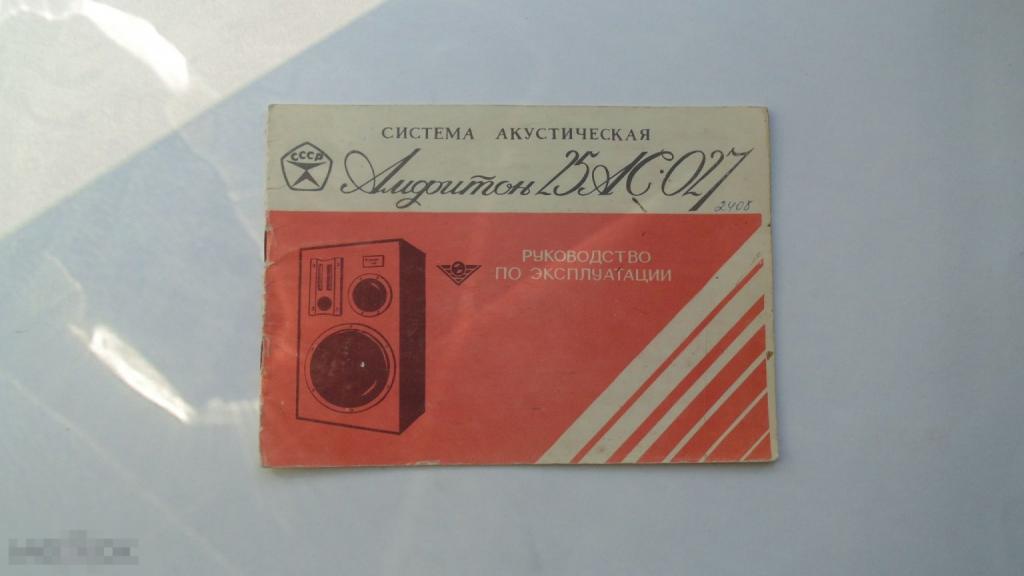 СИСТЕМА АКУСТИЧЕСКАЯ
СССР
Амфитон 25АС-027
2408
РУКОВОДСТВО
ПО ЭКСПЛУАТАЦИИ